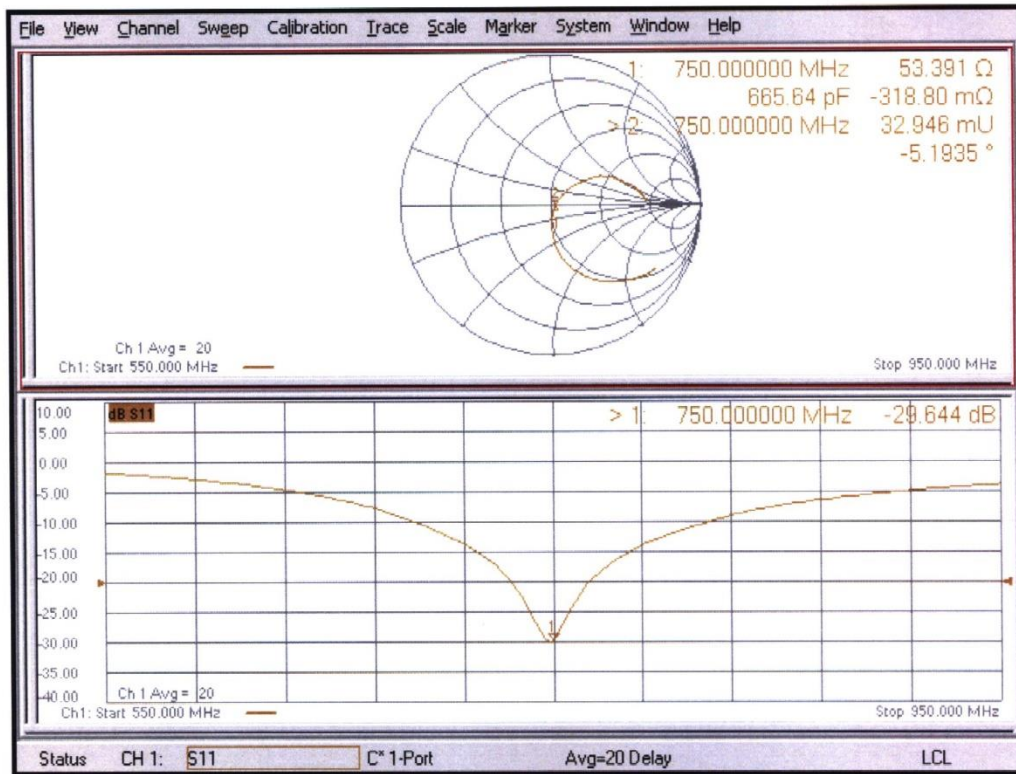 File View Channel Sweep Calibration Trace Scale Marker System Window Help
1: 750.000000 MHz 53.391 Ω
665.64 pF -318.80 mΩ
> 2: 750.000000 MHz 32.946 mU
-5.1935 °
Ch 1 Avg = 20
Ch1: Start 550.000 MHz Stop 950.000 MHz
10.00 dB S11 > 1: 750.000000 MHz -29.644 dB
5.00
0.00
-5.00
-10.00
-15.00
-20.00
-25.00
-30.00 1
-35.00
-40.00 Ch 1 Avg = 20
Ch1: Start 550.000 MHz Stop 950.000 MHz
Status CH 1: S11 C* 1-Port Avg=20 Delay LCL